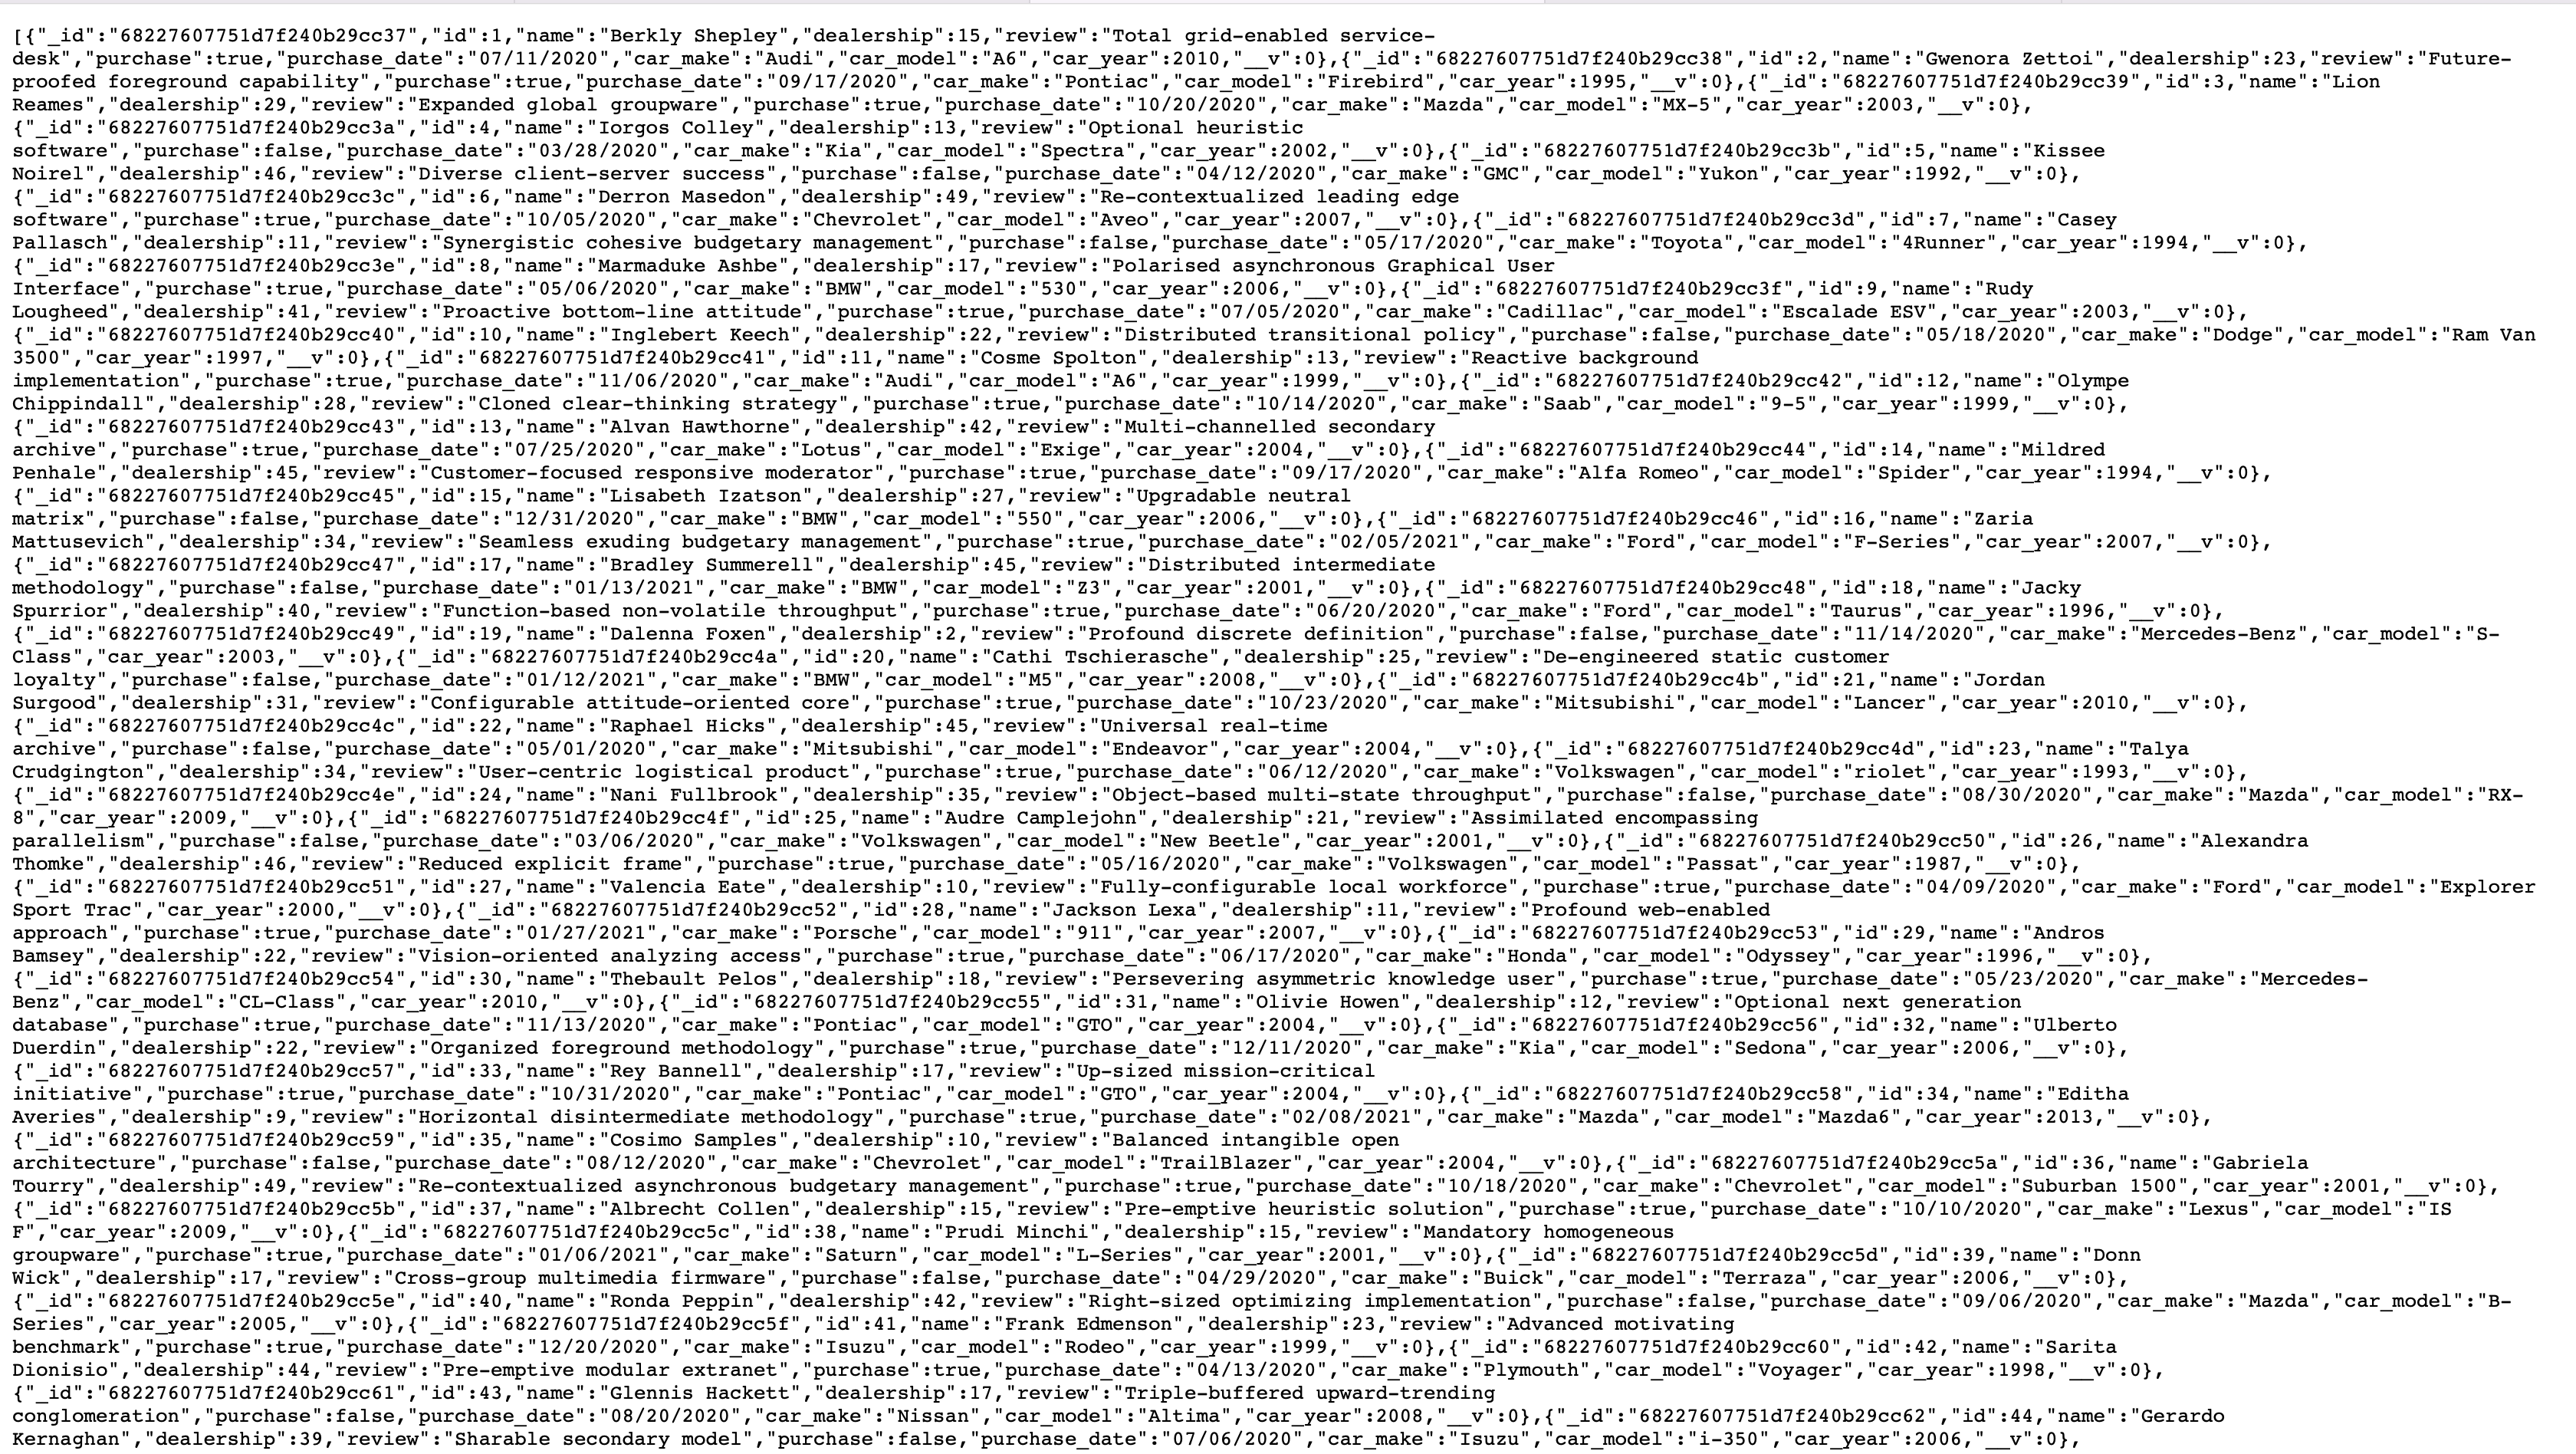 [{"_id":"68227607751d7f240b29cc37","id":1,"name":"Berkly Shepley","dealership":15,"review":"Total grid-enabled service-
desk","purchase":true,"purchase_date":"07/11/2020","car_make":"Audi","car_model":"A6","car_year":2010,"__v":0},{"_id":"68227607751d7f240b29cc38","id":2,"name":"Gwenora Zettoi","dealership":23,"review":"Future-
proofed foreground capability","purchase":true,"purchase_date":"09/17/2020","car_make":"Pontiac","car_model":"Firebird","car_year":1995,"__v":0},{"_id":"68227607751d7f240b29cc39","id":3,"name":"Lion
Reames","dealership":29,"review":"Expanded global groupware","purchase":true,"purchase_date":"10/20/2020","car_make":"Mazda","car_model":"MX-5","car_year":2003,"__v":0},
{"_id":"68227607751d7f240b29cc3a","id":4,"name":"Iorgos Colley","dealership":13,"review":"Optional heuristic
software","purchase":false,"purchase_date":"03/28/2020","car_make":"Kia","car_model":"Spectra","car_year":2002,"__v":0},{"_id":"68227607751d7f240b29cc3b","id":5,"name":"Kissee
Noirel","dealership":46,"review":"Diverse client-server success","purchase":false,"purchase_date":"04/12/2020","car_make":"GMC","car_model":"Yukon","car_year":1992,"__v":0},
{"_id":"68227607751d7f240b29cc3c","id":6,"name":"Derron Masedon","dealership":49,"review":"Re-contextualized leading edge
software","purchase":true,"purchase_date":"10/05/2020","car_make":"Chevrolet","car_model":"Aveo","car_year":2007,"__v":0},{"_id":"68227607751d7f240b29cc3d","id":7,"name":"Casey
Pallasch","dealership":11,"review":"Synergistic cohesive budgetary management","purchase":false,"purchase_date":"05/17/2020","car_make":"Toyota","car_model":"4Runner","car_year":1994,"__v":0},
{"_id":"68227607751d7f240b29cc3e","id":8,"name":"Marmaduke Ashbe","dealership":17,"review":"Polarised asynchronous Graphical User
Interface","purchase":true,"purchase_date":"05/06/2020","car_make":"BMW","car_model":"530","car_year":2006,"__v":0},{"_id":"68227607751d7f240b29cc3f","id":9,"name":"Rudy
Lougheed","dealership":41,"review":"Proactive bottom-line attitude","purchase":true,"purchase_date":"07/05/2020","car_make":"Cadillac","car_model":"Escalade ESV","car_year":2003,"__v":0},
{"_id":"68227607751d7f240b29cc40","id":10,"name":"Inglebert Keech","dealership":22,"review":"Distributed transitional policy","purchase":false,"purchase_date":"05/18/2020","car_make":"Dodge","car_model":"Ram Van
3500","car_year":1997,"__v":0},{"_id":"68227607751d7f240b29cc41","id":11,"name":"Cosme Spolton","dealership":13,"review":"Reactive background
implementation","purchase":true,"purchase_date":"11/06/2020","car_make":"Audi","car_model":"A6","car_year":1999,"__v":0},{"_id":"68227607751d7f240b29cc42","id":12,"name":"Olympe
Chippindall","dealership":28,"review":"Cloned clear-thinking strategy","purchase":true,"purchase_date":"10/14/2020","car_make":"Saab","car_model":"9-5","car_year":1999,"__v":0},
{"_id":"68227607751d7f240b29cc43","id":13,"name":"Alvan Hawthorne","dealership":42,"review":"Multi-channelled secondary
archive","purchase":true,"purchase_date":"07/25/2020","car_make":"Lotus","car_model":"Exige","car_year":2004,"__v":0},{"_id":"68227607751d7f240b29cc44","id":14,"name":"Mildred
Penhale","dealership":45,"review":"Customer-focused responsive moderator","purchase":true,"purchase_date":"09/17/2020","car_make":"Alfa Romeo","car_model":"Spider","car_year":1994,"__v":0},
{"_id":"68227607751d7f240b29cc45","id":15,"name":"Lisabeth Izatson","dealership":27,"review":"Upgradable neutral
matrix","purchase":false,"purchase_date":"12/31/2020","car_make":"BMW","car_model":"550","car_year":2006,"__v":0},{"_id":"68227607751d7f240b29cc46","id":16,"name":"Zaria
Mattusevich","dealership":34,"review":"Seamless exuding budgetary management","purchase":true,"purchase_date":"02/05/2021","car_make":"Ford","car_model":"F-Series","car_year":2007,"__v":0},
{"_id":"68227607751d7f240b29cc47","id":17,"name":"Bradley Summerell","dealership":45,"review":"Distributed intermediate
methodology","purchase":false,"purchase_date":"01/13/2021","car_make":"BMW","car_model":"Z3","car_year":2001,"__v":0},{"_id":"68227607751d7f240b29cc48","id":18,"name":"Jacky
Spurrior","dealership":40,"review":"Function-based non-volatile throughput","purchase":true,"purchase_date":"06/20/2020","car_make":"Ford","car_model":"Taurus","car_year":1996,"__v":0},
{"_id":"68227607751d7f240b29cc49","id":19,"name":"Dalenna Foxen","dealership":2,"review":"Profound discrete definition","purchase":false,"purchase_date":"11/14/2020","car_make":"Mercedes-Benz","car_model":"S-
Class","car_year":2003,"__v":0},{"_id":"68227607751d7f240b29cc4a","id":20,"name":"Cathi Tschierasche","dealership":25,"review":"De-engineered static customer
loyalty","purchase":false,"purchase_date":"01/12/2021","car_make":"BMW","car_model":"M5","car_year":2008,"__v":0},{"_id":"68227607751d7f240b29cc4b","id":21,"name":"Jordan
Surgood","dealership":31,"review":"Configurable attitude-oriented core","purchase":true,"purchase_date":"10/23/2020","car_make":"Mitsubishi","car_model":"Lancer","car_year":2010,"__v":0},
{"_id":"68227607751d7f240b29cc4c","id":22,"name":"Raphael Hicks","dealership":45,"review":"Universal real-time
archive","purchase":false,"purchase_date":"05/01/2020","car_make":"Mitsubishi","car_model":"Endeavor","car_year":2004,"__v":0},{"_id":"68227607751d7f240b29cc4d","id":23,"name":"Talya
Crudgington","dealership":34,"review":"User-centric logistical product","purchase":true,"purchase_date":"06/12/2020","car_make":"Volkswagen","car_model":"riolet","car_year":1993,"__v":0},
{"_id":"68227607751d7f240b29cc4e","id":24,"name":"Nani Fullbrook","dealership":35,"review":"Object-based multi-state throughput","purchase":false,"purchase_date":"08/30/2020","car_make":"Mazda","car_model":"RX-
8","car_year":2009,"__v":0},{"_id":"68227607751d7f240b29cc4f","id":25,"name":"Audre Camplejohn","dealership":21,"review":"Assimilated encompassing
parallelism","purchase":false,"purchase_date":"03/06/2020","car_make":"Volkswagen","car_model":"New Beetle","car_year":2001,"__v":0},{"_id":"68227607751d7f240b29cc50","id":26,"name":"Alexandra
Thomke","dealership":46,"review":"Reduced explicit frame","purchase":true,"purchase_date":"05/16/2020","car_make":"Volkswagen","car_model":"Passat","car_year":1987,"__v":0},
{"_id":"68227607751d7f240b29cc51","id":27,"name":"Valencia Eate","dealership":10,"review":"Fully-configurable local workforce","purchase":true,"purchase_date":"04/09/2020","car_make":"Ford","car_model":"Explorer
Sport Trac","car_year":2000,"__v":0},{"_id":"68227607751d7f240b29cc52","id":28,"name":"Jackson Lexa","dealership":11,"review":"Profound web-enabled
approach","purchase":true,"purchase_date":"01/27/2021","car_make":"Porsche","car_model":"911","car_year":2007,"__v":0},{"_id":"68227607751d7f240b29cc53","id":29,"name":"Andros
Bamsey","dealership":22,"review":"Vision-oriented analyzing access","purchase":true,"purchase_date":"06/17/2020","car_make":"Honda","car_model":"Odyssey","car_year":1996,"__v":0},
{"_id":"68227607751d7f240b29cc54","id":30,"name":"Thebault Pelos","dealership":18,"review":"Persevering asymmetric knowledge user","purchase":true,"purchase_date":"05/23/2020","car_make":"Mercedes-
Benz","car_model":"CL-Class","car_year":2010,"__v":0},{"_id":"68227607751d7f240b29cc55","id":31,"name":"Olivie Howen","dealership":12,"review":"Optional next generation
database","purchase":true,"purchase_date":"11/13/2020","car_make":"Pontiac","car_model":"GTO","car_year":2004,"__v":0},{"_id":"68227607751d7f240b29cc56","id":32,"name":"Ulberto
Duerdin","dealership":22,"review":"Organized foreground methodology","purchase":true,"purchase_date":"12/11/2020","car_make":"Kia","car_model":"Sedona","car_year":2006,"__v":0},
{"_id":"68227607751d7f240b29cc57","id":33,"name":"Rey Bannell","dealership":17,"review":"Up-sized mission-critical
initiative","purchase":true,"purchase_date":"10/31/2020","car_make":"Pontiac","car_model":"GTO","car_year":2004,"__v":0},{"_id":"68227607751d7f240b29cc58","id":34,"name":"Editha
Averies","dealership":9,"review":"Horizontal disintermediate methodology","purchase":true,"purchase_date":"02/08/2021","car_make":"Mazda","car_model":"Mazda6","car_year":2013,"__v":0},
{"_id":"68227607751d7f240b29cc59","id":35,"name":"Cosimo Samples","dealership":10,"review":"Balanced intangible open
architecture","purchase":false,"purchase_date":"08/12/2020","car_make":"Chevrolet","car_model":"TrailBlazer","car_year":2004,"__v":0},{"_id":"68227607751d7f240b29cc5a","id":36,"name":"Gabriela
Tourry","dealership":49,"review":"Re-contextualized asynchronous budgetary management","purchase":true,"purchase_date":"10/18/2020","car_make":"Chevrolet","car_model":"Suburban 1500","car_year":2001,"__v":0},
{"_id":"68227607751d7f240b29cc5b","id":37,"name":"Albrecht Collen","dealership":15,"review":"Pre-emptive heuristic solution","purchase":true,"purchase_date":"10/10/2020","car_make":"Lexus","car_model":"IS
F","car_year":2009,"__v":0},{"_id":"68227607751d7f240b29cc5c","id":38,"name":"Prudi Minchi","dealership":15,"review":"Mandatory homogeneous
groupware","purchase":true,"purchase_date":"01/06/2021","car_make":"Saturn","car_model":"L-Series","car_year":2001,"__v":0},{"_id":"68227607751d7f240b29cc5d","id":39,"name":"Donn
Wick","dealership":17,"review":"Cross-group multimedia firmware","purchase":false,"purchase_date":"04/29/2020","car_make":"Buick","car_model":"Terraza","car_year":2006,"__v":0},
{"_id":"68227607751d7f240b29cc5e","id":40,"name":"Ronda Peppin","dealership":42,"review":"Right-sized optimizing implementation","purchase":false,"purchase_date":"09/06/2020","car_make":"Mazda","car_model":"B-
Series","car_year":2005,"__v":0},{"_id":"68227607751d7f240b29cc5f","id":41,"name":"Frank Edmenson","dealership":23,"review":"Advanced motivating
benchmark","purchase":true,"purchase_date":"12/20/2020","car_make":"Isuzu","car_model":"Rodeo","car_year":1999,"__v":0},{"_id":"68227607751d7f240b29cc60","id":42,"name":"Sarita
Dionisio","dealership":44,"review":"Pre-emptive modular extranet","purchase":true,"purchase_date":"04/13/2020","car_make":"Plymouth","car_model":"Voyager","car_year":1998,"__v":0},
{"_id":"68227607751d7f240b29cc61","id":43,"name":"Glennis Hackett","dealership":17,"review":"Triple-buffered upward-trending
conglomeration","purchase":false,"purchase_date":"08/20/2020","car_make":"Nissan","car_model":"Altima","car_year":2008,"__v":0},{"_id":"68227607751d7f240b29cc62","id":44,"name":"Gerardo
Kernaghan","dealership":39,"review":"Sharable secondary model","purchase":false,"purchase_date":"07/06/2020","car_make":"Isuzu","car_model":"i-350","car_year":2006,"__v":0},